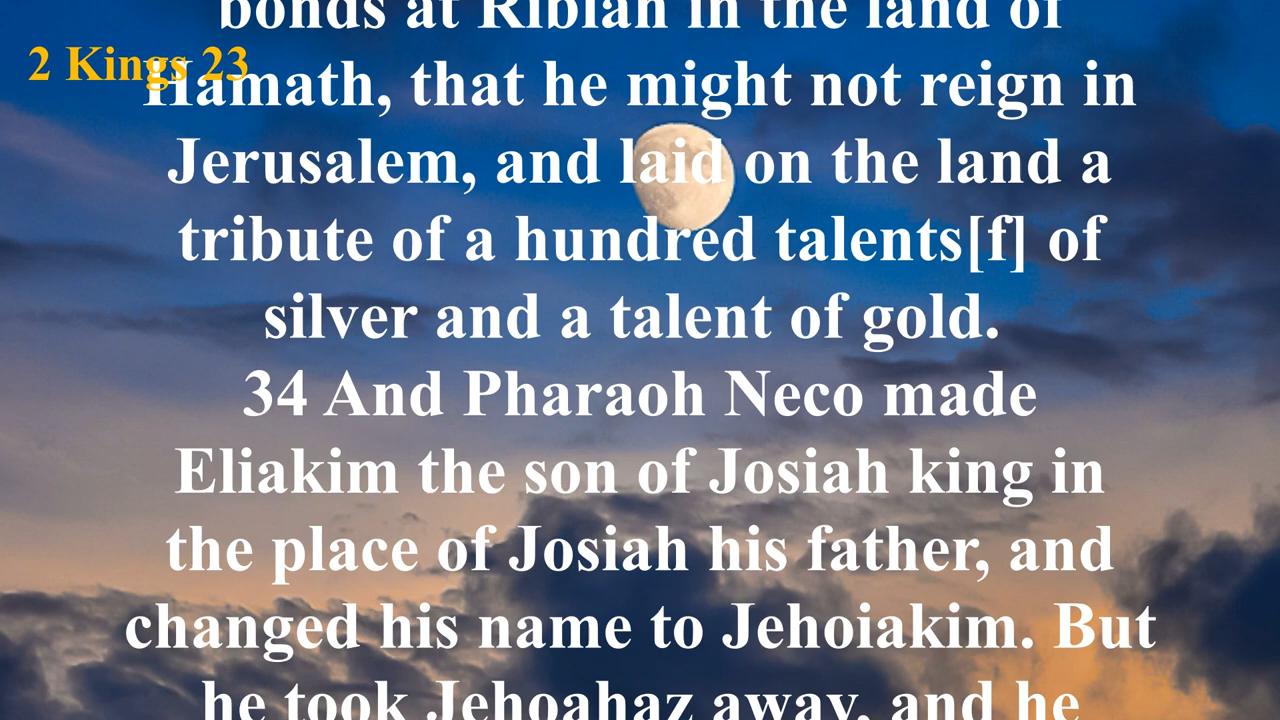 bonds at Riblah in the land of
2 Kings 23
Hamath, that he might not reign in
Jerusalem, and laid on the land a
tribute of a hundred talents[f] of
silver and a talent of gold.
34 And Pharaoh Neco made
Eliakim the son of Josiah king in
the place of Josiah his father, and
changed his name to Jehoiakim. But
he took Jehoahaz away, and he